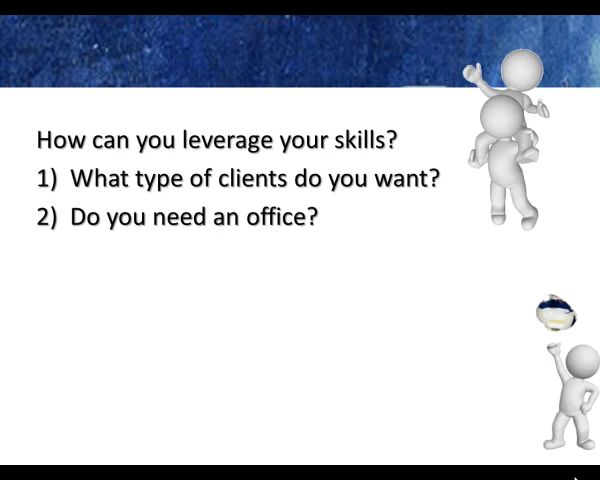 How can you leverage your skills?
1) What type of clients do you want?
2) Do you need an office?